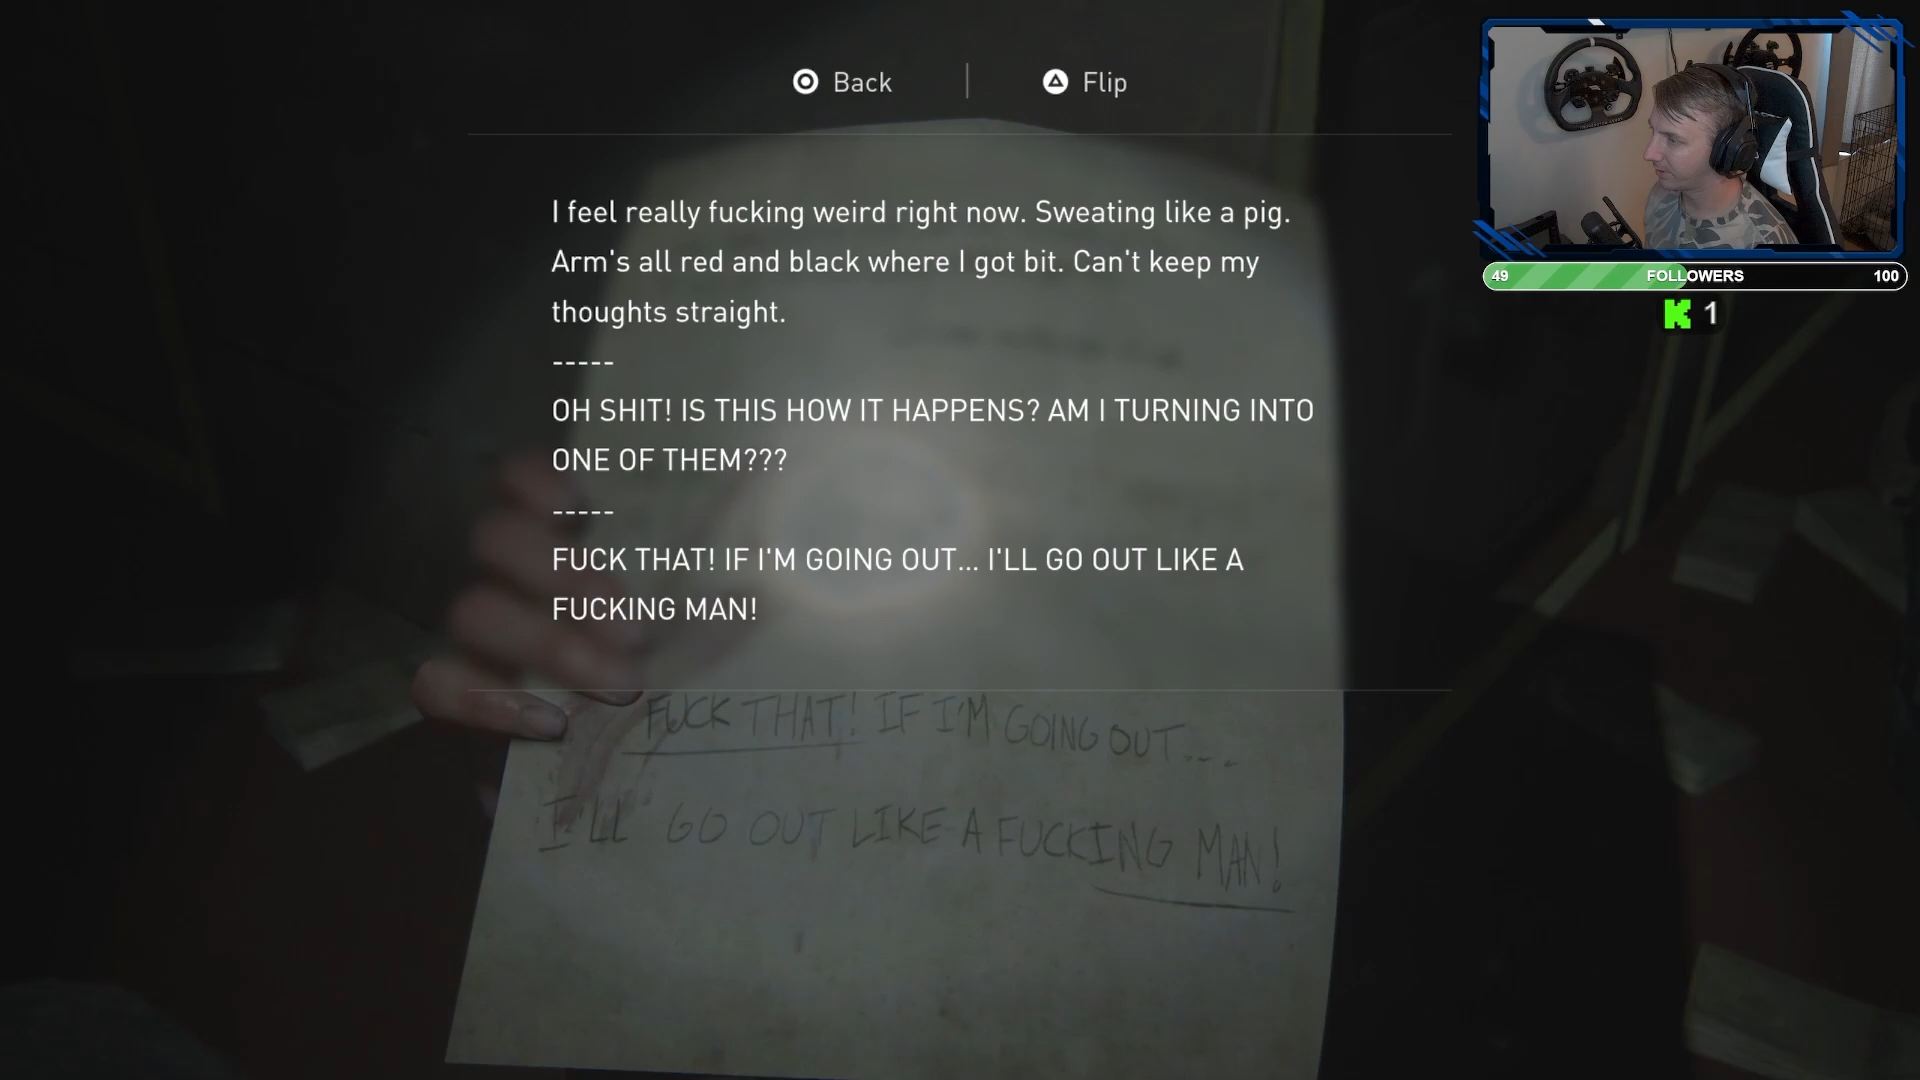 Back
Flip
I feel really fucking weird right now. Sweating like a pig.
Arm's all red and black where I got bit. Can't keep my
thoughts straight.
-----
OH SHIT! IS THIS HOW IT HAPPENS? AM I TURNING INTO
ONE OF THEM???
-----
FUCK THAT! IF I'M GOING OUT... I'LL GO OUT LIKE A
FUCKING MAN!
FUCK THAT! IF I'M GOING OUT...
I'LL GO OUT LIKE A FUCKING MAN!
49 FOLLOWERS 100
K 1